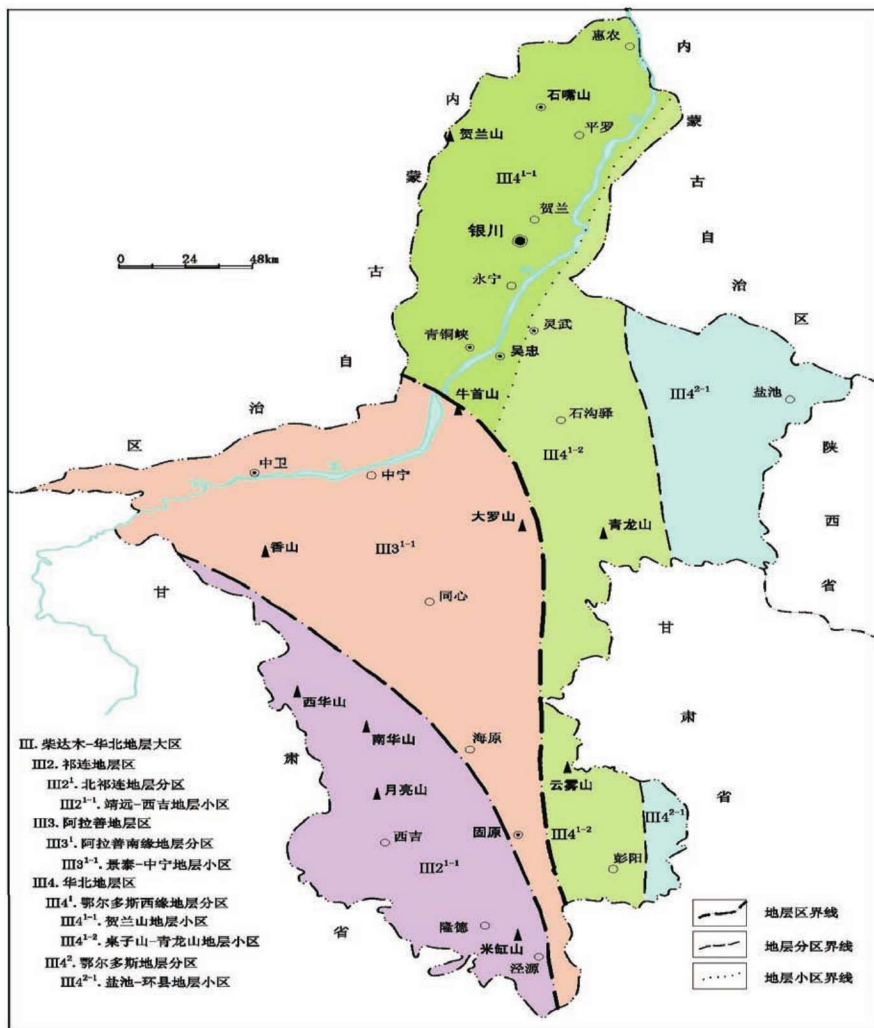 惠农
内
蒙
古
自
治
区
内
石嘴山
贺兰山
平罗
蒙
III4¹⁻¹
贺兰
银川
0 24 48km
古
永宁
灵武
青铜峡
吴忠
自
牛首山
III4²⁻¹
盐池
治
石沟驿
区
III4¹⁻²
陕
西
省
中卫
中宁
大罗山
青龙山
香山
III3¹⁻¹
甘
同心
甘
肃
省
西华山
南华山
海原
肃
月亮山
云雾山
III4²⁻¹
固原
III4¹⁻²
西吉
III2¹⁻¹
彭阳
隆德
省
米缸山
泾源
III. 柴达木-华北地层大区
III2. 祁连地层区
III2¹. 北祁连地层分区
III2¹⁻¹. 靖远-西吉地层小区
III3. 阿拉善地层区
III3¹. 阿拉善南缘地层分区
III3¹⁻¹. 景泰-中宁地层小区
III4. 华北地层区
III4¹. 鄂尔多斯西缘地层分区
III4¹⁻¹. 贺兰山地层小区
III4¹⁻². 桌子山-青龙山地层小区
III4². 鄂尔多斯地层分区
III4²⁻¹. 盐池-环县地层小区
地层区界线
地层分区界线
地层小区界线